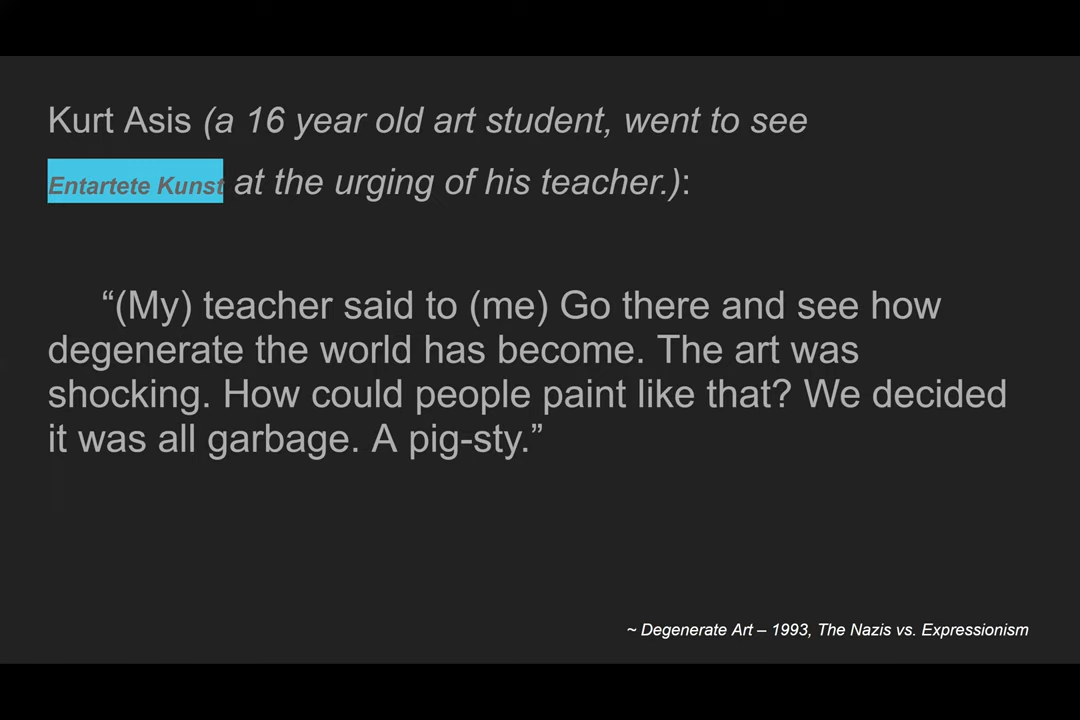 Kurt Asis (a 16 year old art student, went to see
Entartete Kunst at the urging of his teacher.):
“(My) teacher said to (me) Go there and see how
degenerate the world has become. The art was
shocking. How could people paint like that? We decided
it was all garbage. A pig-sty.”
~ Degenerate Art – 1993, The Nazis vs. Expressionism